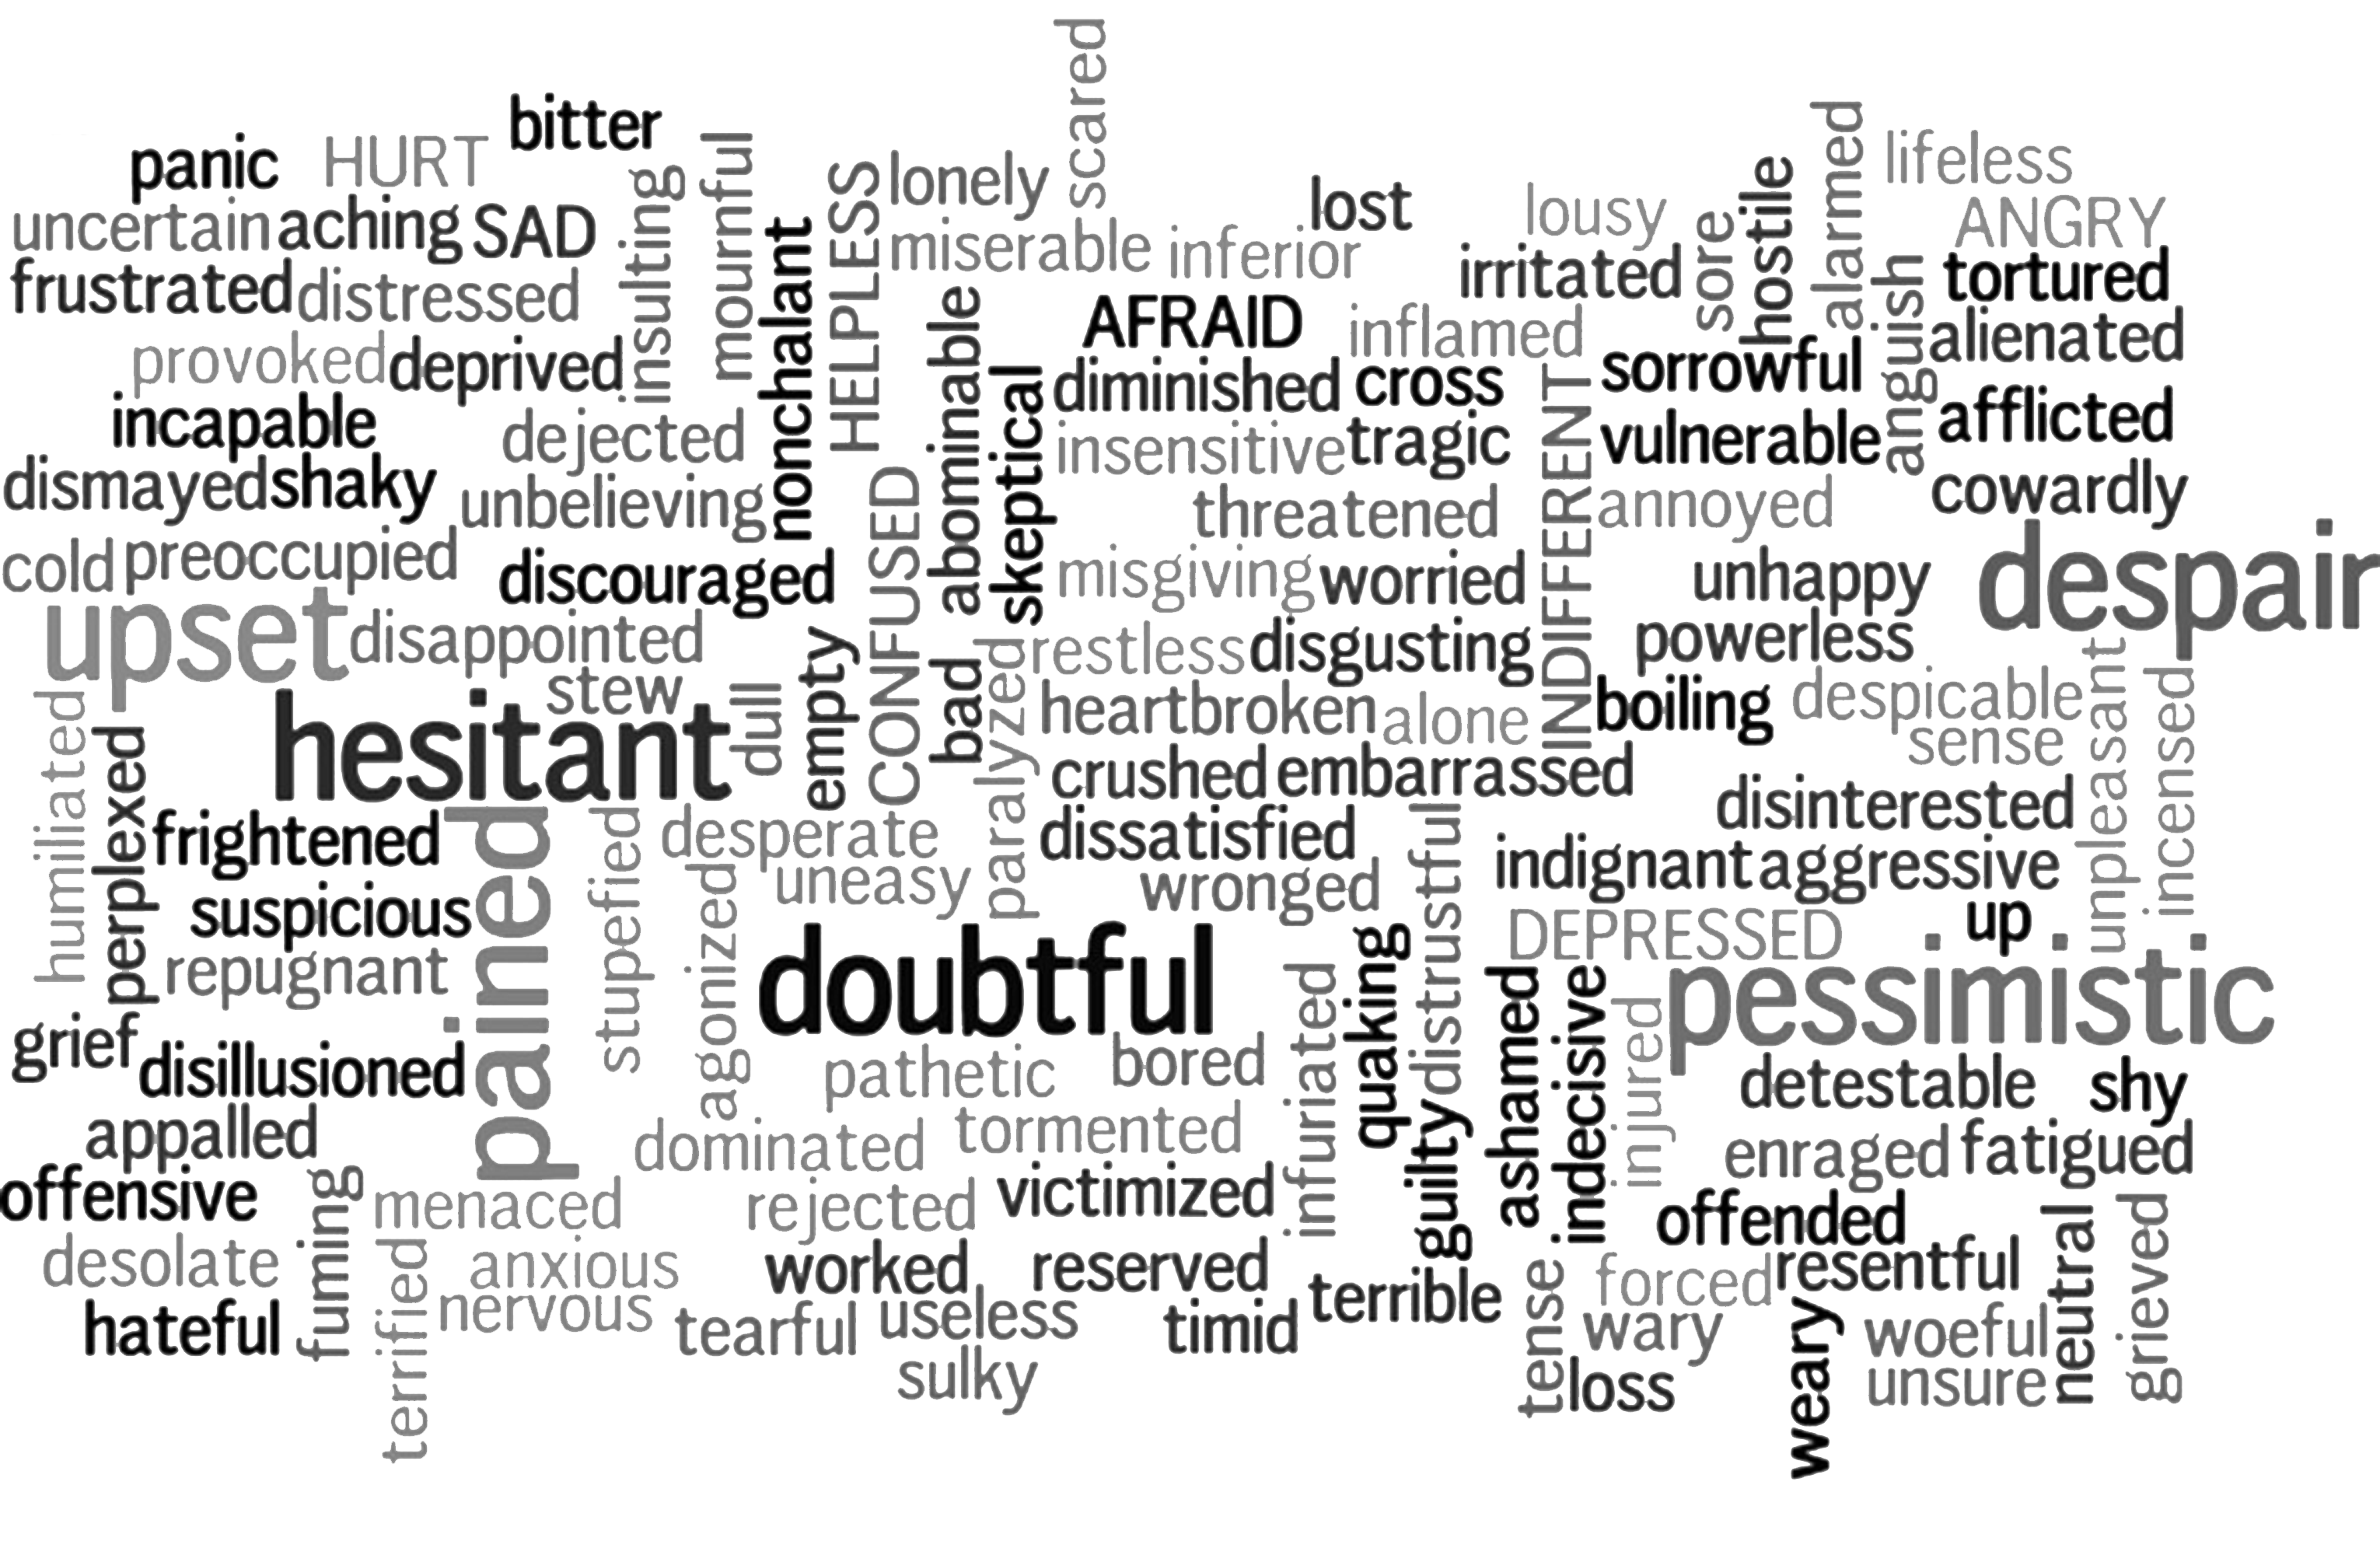 scared
bitter
panic
HURT
mournful
lonely
lifeless
alarmed
hostile
insulting
HELPLESS
lost
lousy
ANGRY
uncertain
aching
SAD
nonchalant
miserable
inferior
sore
irritated
tortured
frustrated
distressed
anguish
abominable
AFRAID
inflamed
alienated
provoked
deprived
skeptical
diminished
cross
INDIFFERENT
sorrowful
incapable
dejected
insensitive
tragic
vulnerable
afflicted
dismayed
shaky
unbelieving
CONFUSED
threatened
annoyed
cowardly
cold
preoccupied
discouraged
misgiving
worried
unhappy
despair
upset
disappointed
empty
bad
paralyzed
restless
disgusting
powerless
stew
dull
heartbroken
alone
boiling
despicable
unpleasant
incensed
humiliated
perplexed
hesitant
sense
crushed
embarrassed
disinterested
frightened
pained
stupefied
desperate
dissatisfied
distrustful
indignant
aggressive
uneasy
agonized
wronged
suspicious
DEPRESSED
up
repugnant
doubtful
infuriated
quaking
ashamed
indecisive
injured
pessimistic
grief
disillusioned
pathetic
bored
detestable
shy
appalled
dominated
tormented
guilty
enraged
fatigued
offensive
fuming
menaced
rejected
victimized
offended
neutral
grieved
desolate
terrified
anxious
worked
reserved
tense
forced
resentful
hateful
nervous
tearful
useless
timid
terrible
wary
weary
woeful
sulky
loss
unsure